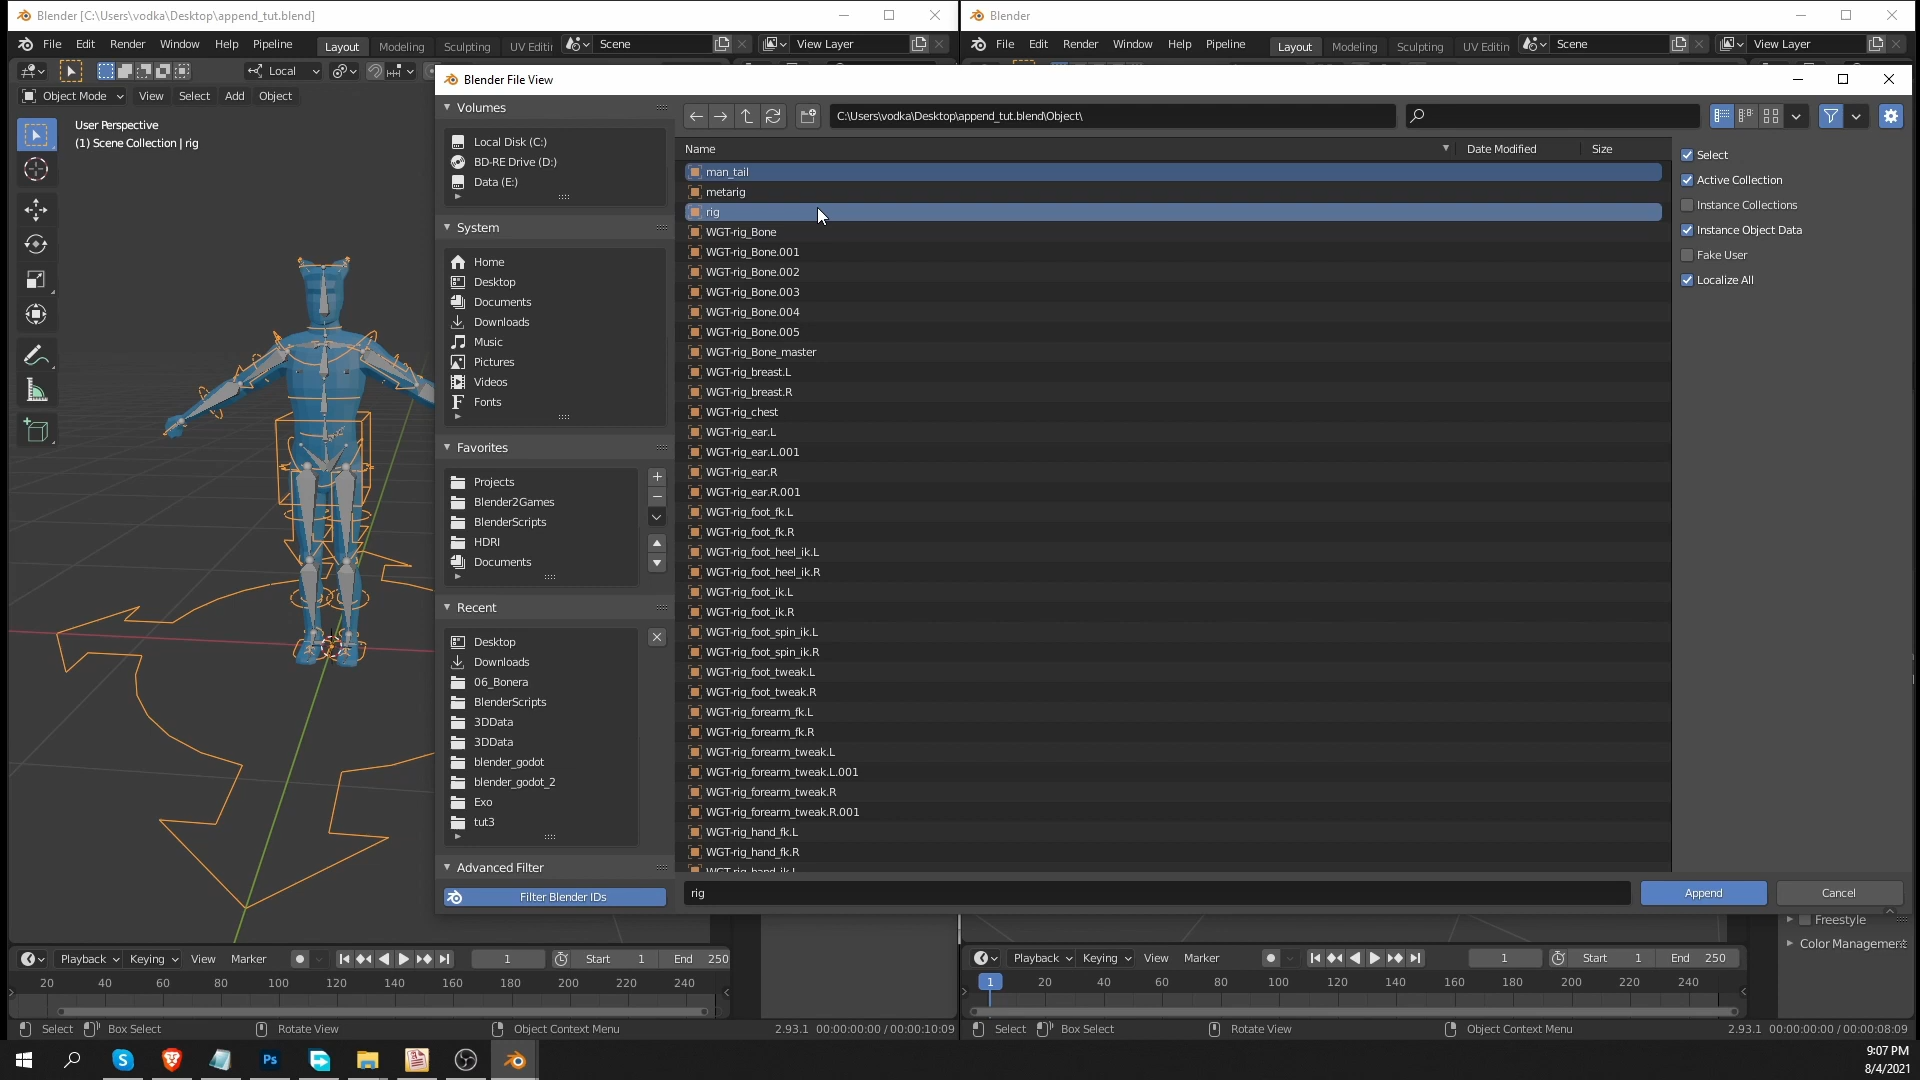 Blender [C:\Users\vodka\Desktop\append_tut.blend]
File Edit Render Window Help Pipeline Layout Modeling Sculpting UV Editin Scene View Layer
Local
Object Mode View Select Add Object
User Perspective
(1) Scene Collection | rig
Blender
File Edit Render Window Help Pipeline Layout Modeling Sculpting UV Editin Scene View Layer
Blender File View
Volumes
Local Disk (C:)
BD-RE Drive (D:)
Data (E:)
System
Home
Desktop
Documents
Downloads
Music
Pictures
Videos
Fonts
Favorites
Projects
Blender2Games
BlenderScripts
HDRI
Documents
Recent
Desktop
Downloads
06_Bonera
BlenderScripts
3DData
3DData
blender_godot
blender_godot_2
Exo
tut3
Advanced Filter
Filter Blender IDs
C:\Users\vodka\Desktop\append_tut.blend\Object\
Name Date Modified Size
man_tail
metarig
rig
WGT-rig_Bone
WGT-rig_Bone.001
WGT-rig_Bone.002
WGT-rig_Bone.003
WGT-rig_Bone.004
WGT-rig_Bone.005
WGT-rig_Bone_master
WGT-rig_breast.L
WGT-rig_breast.R
WGT-rig_chest
WGT-rig_ear.L
WGT-rig_ear.L.001
WGT-rig_ear.R
WGT-rig_ear.R.001
WGT-rig_foot_fk.L
WGT-rig_foot_fk.R
WGT-rig_foot_heel_ik.L
WGT-rig_foot_heel_ik.R
WGT-rig_foot_ik.L
WGT-rig_foot_ik.R
WGT-rig_foot_spin_ik.L
WGT-rig_foot_spin_ik.R
WGT-rig_foot_tweak.L
WGT-rig_foot_tweak.R
WGT-rig_forearm_fk.L
WGT-rig_forearm_fk.R
WGT-rig_forearm_tweak.L
WGT-rig_forearm_tweak.L.001
WGT-rig_forearm_tweak.R
WGT-rig_forearm_tweak.R.001
WGT-rig_hand_fk.L
WGT-rig_hand_fk.R
WGT-rig_hand_ik.L
Select
Active Collection
Instance Collections
Instance Object Data
Fake User
Localize All
rig Append Cancel
Freestyle
Color Management
Playback Keying View Marker 1 Start 1 End 250
20 40 60 80 100 120 140 160 180 200 220 240
Select Box Select Rotate View Object Context Menu 2.93.1 00:00:00:00 / 00:00:10:09
Playback Keying View Marker 1 Start 1 End 250
1 20 40 60 80 100 120 140 160 180 200 220 240
Select Box Select Rotate View Object Context Menu 2.93.1 00:00:00:00 / 00:00:08:09
S Ps
9:07 PM
8/4/2021